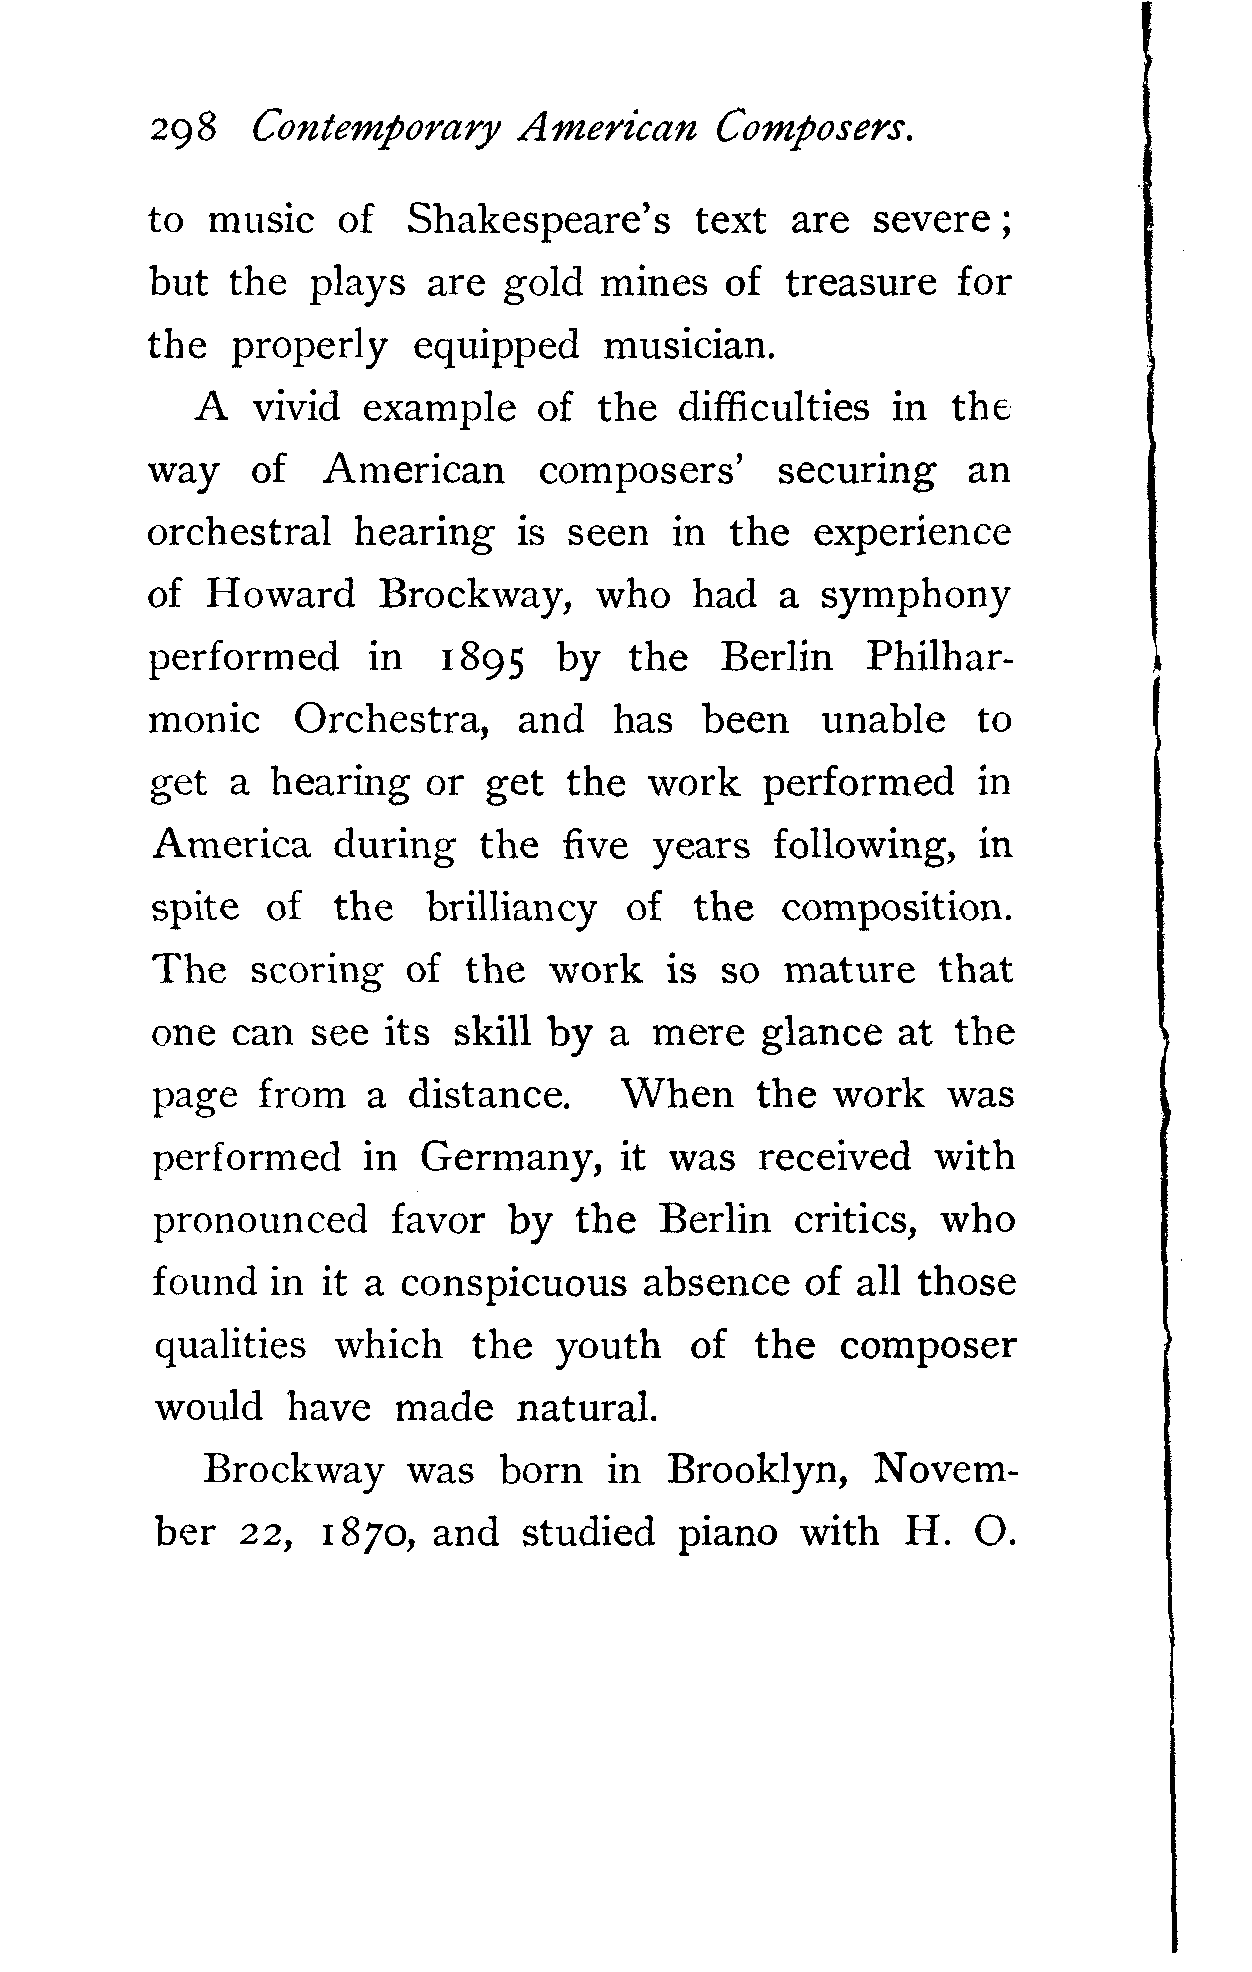 298 Contemporary American Composers.
to music of Shakespeare's text are severe;
but the plays are gold mines of treasure for
the properly equipped musician.
A vivid example of the difficulties in the
way of American composers' securing an
orchestral hearing is seen in the experience
of Howard Brockway, who had a symphony
performed in 1895 by the Berlin Philhar-
monic Orchestra, and has been unable to
get a hearing or get the work performed in
America during the five years following, in
spite of the brilliancy of the composition.
The scoring of the work is so mature that
one can see its skill by a mere glance at the
page from a distance. When the work was
performed in Germany, it was received with
pronounced favor by the Berlin critics, who
found in it a conspicuous absence of all those
qualities which the youth of the composer
would have made natural.
Brockway was born in Brooklyn, Novem-
ber 22, 1870, and studied piano with H. O.